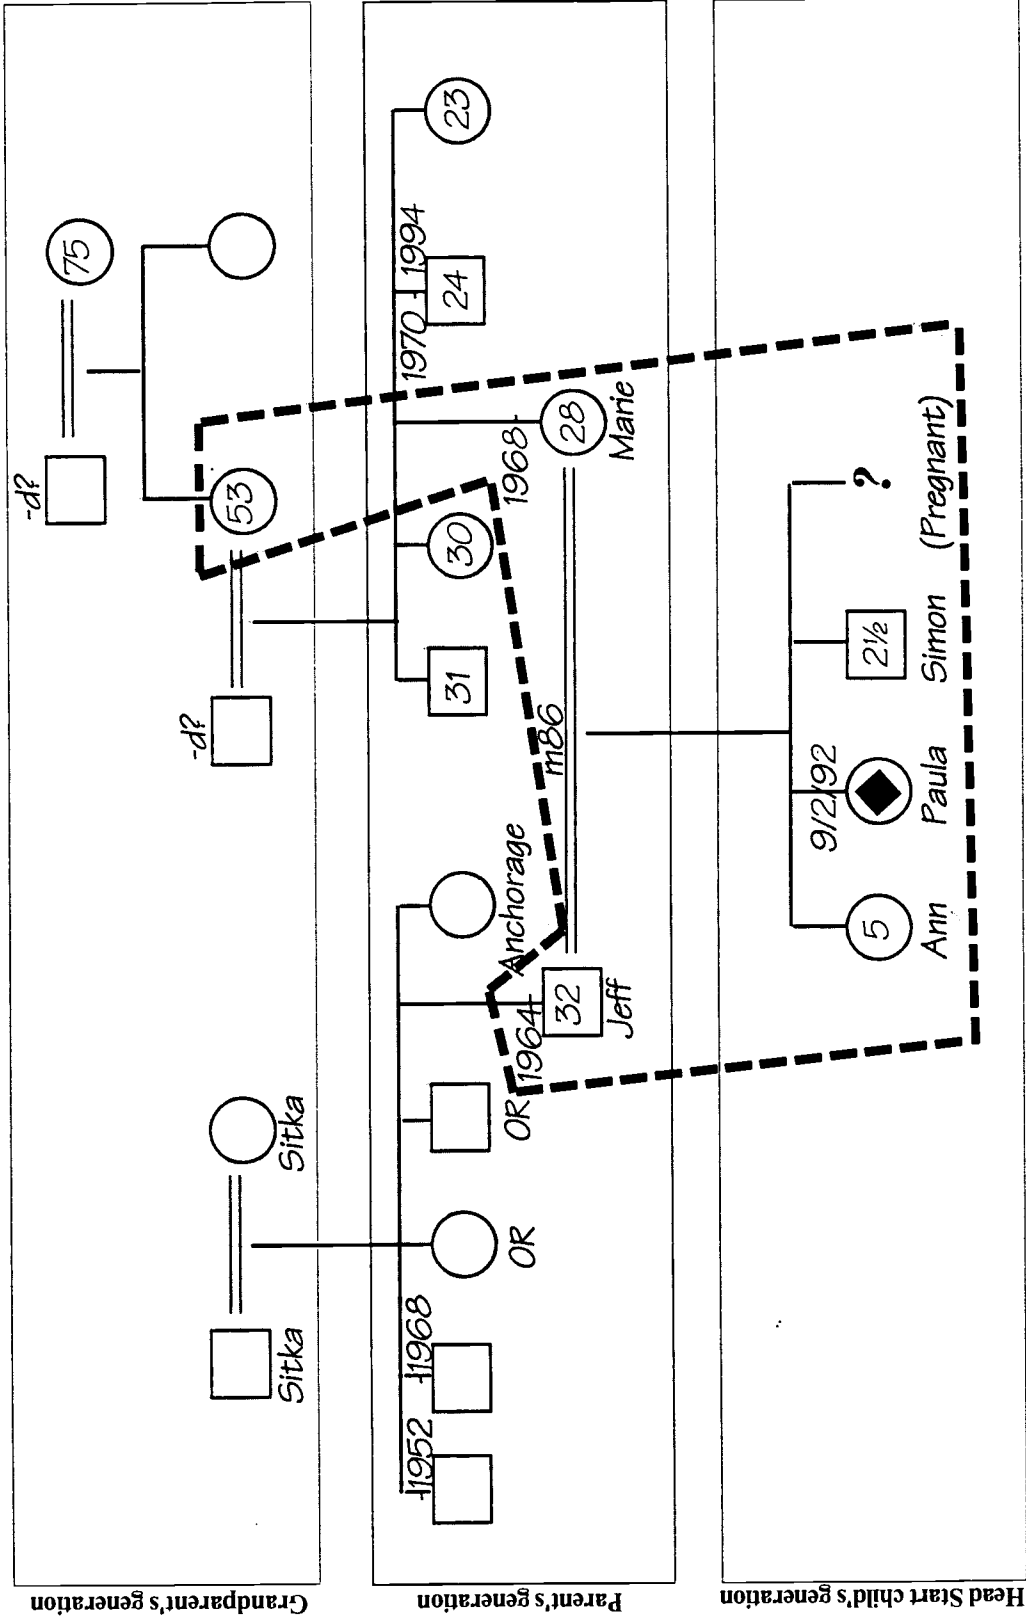 Grandparent's generation
-d?
75
Sitka
Sitka
-d?
53
Parent's generation
-1952
-1968
OR
OR
1964-
32
Jeff
Anchorage
m86
31
30
1968-
28
Marie
1970 - 1994
24
23
Head Start child's generation
5
Ann
9/2/92
Paula
2½
Simon
?
(Pregnant)